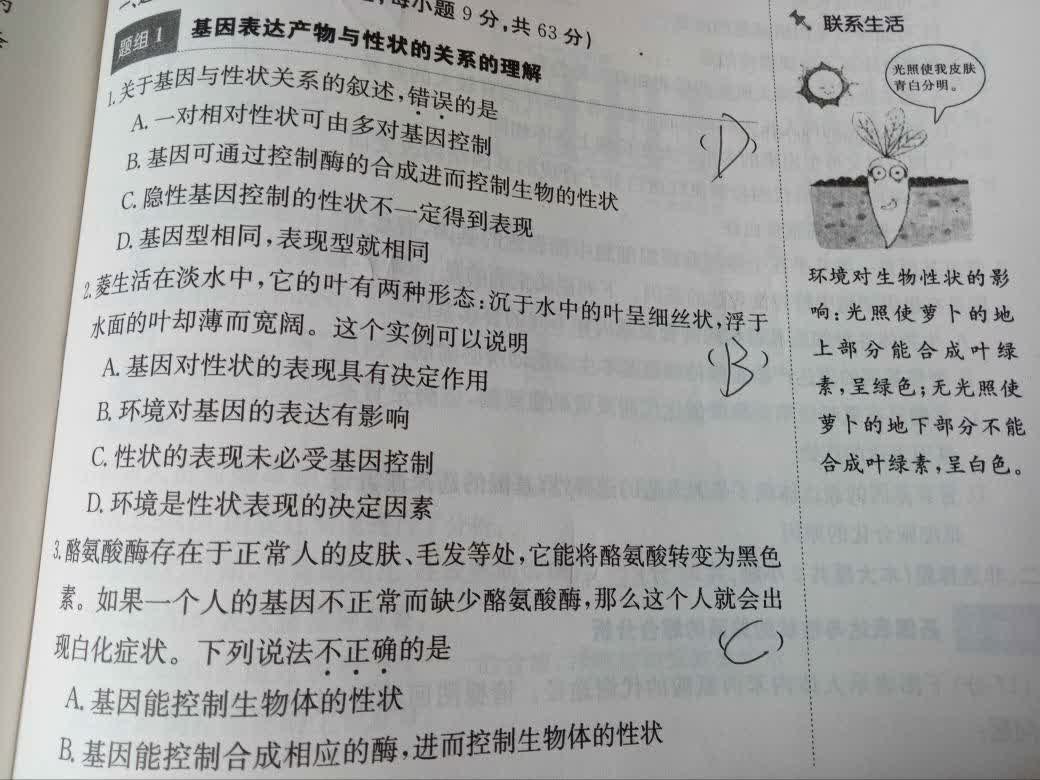 每小题9分,共63分)
题组1 基因表达产物与性状的关系的理解
1.关于基因与性状关系的叙述,错误的是
(D)
A.一对相对性状可由多对基因控制
B.基因可通过控制酶的合成进而控制生物的性状
C.隐性基因控制的性状不一定得到表现
D.基因型相同,表现型就相同
2.菱生活在淡水中,它的叶有两种形态:沉于水中的叶呈细丝状,浮于
水面的叶却薄而宽阔。这个实例可以说明
(B)
A.基因对性状的表现具有决定作用
B.环境对基因的表达有影响
C.性状的表现未必受基因控制
D.环境是性状表现的决定因素
3.酪氨酸酶存在于正常人的皮肤、毛发等处,它能将酪氨酸转变为黑色
素。如果一个人的基因不正常而缺少酪氨酸酶,那么这个人就会出
现白化症状。下列说法不正确的是
(C)
A.基因能控制生物体的性状
B.基因能控制合成相应的酶,进而控制生物体的性状
联系生活
光照使我皮肤
青白分明。
环境对生物性状的影
响:光照使萝卜的地
上部分能合成叶绿
素,呈绿色;无光照使
萝卜的地下部分不能
合成叶绿素,呈白色。